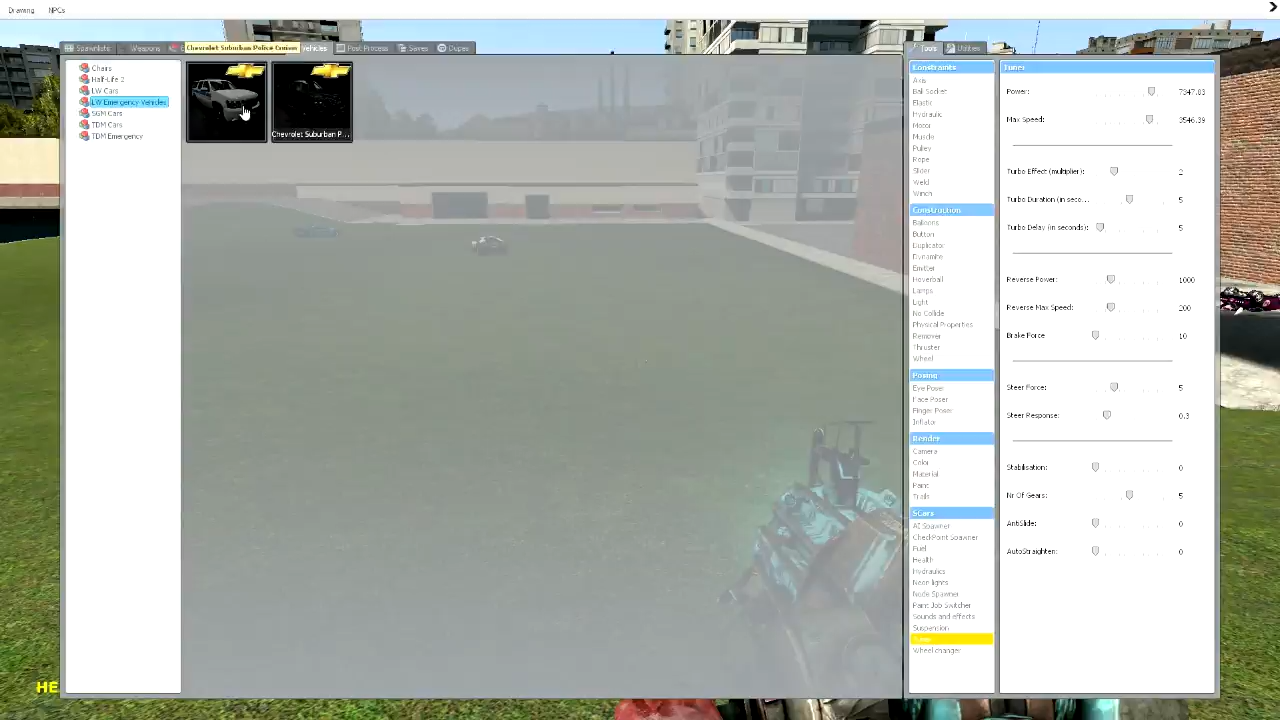 Drawing NPCs
Spawnlists Weapons Vehicles Post Process Saves Dupes
Chevrolet Suburban Police Cruiser
Chairs
Half-Life 2
LW Cars
LW Emergency Vehicles
SGM Cars
TDM Cars
TDM Emergency
Chevrolet Suburban P...
Tools Utilities
Constraints
Axis
Ball Socket
Elastic
Hydraulic
Motor
Muscle
Pulley
Rope
Slider
Weld
Winch
Construction
Balloons
Button
Duplicator
Dynamite
Emitter
Hoverball
Lamps
Light
No Collide
Physical Properties
Remover
Thruster
Wheel
Posing
Eye Poser
Face Poser
Finger Poser
Inflator
Render
Camera
Color
Material
Paint
Trails
SCars
AI Spawner
CheckPoint Spawner
Fuel
Health
Hydraulics
Neon lights
Node Spawner
Paint Job Switcher
Sounds and effects
Suspension
Tuner
Wheel changer
Tuner
Power: 7347.03
Max Speed: 3546.39
Turbo Effect (multiplier): 2
Turbo Duration (in seco... 5
Turbo Delay (in seconds): 5
Reverse Power: 1000
Reverse Max Speed: 200
Brake Force 10
Steer Force: 5
Steer Response: 0.3
Stabilisation: 0
Nr Of Gears: 5
AntiSlide: 0
AutoStraighten: 0
HE